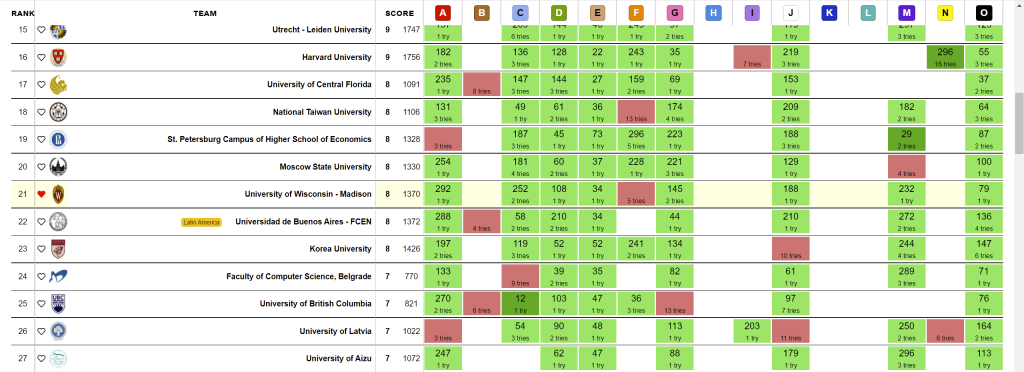 RANK TEAM SCORE A B C D E F G H I J K L M N O
15 Utrecht - Leiden University 9 1747
1 try 6 tries 1 try 1 try 1 try 2 tries 1 try 3 tries 3 tries
16 Harvard University 9 1756 182 136 128 22 243 35 219 296 55
2 tries 3 tries 1 try 1 try 1 try 1 try 7 tries 3 tries 16 tries 3 tries
17 University of Central Florida 8 1091 235 147 144 27 159 69 153 37
1 try 8 tries 3 tries 3 tries 1 try 2 tries 1 try 1 try 2 tries
18 National Taiwan University 8 1106 131 49 61 36 174 209 182 64
3 tries 1 try 2 tries 1 try 13 tries 4 tries 2 tries 2 tries 3 tries
19 St. Petersburg Campus of Higher School of Economics 8 1328 187 45 73 296 223 188 29 87
3 tries 3 tries 1 try 1 try 5 tries 1 try 3 tries 2 tries 2 tries
20 Moscow State University 8 1330 254 181 60 37 228 221 129 100
1 try 4 tries 2 tries 1 try 2 tries 3 tries 1 try 4 tries 1 try
21 University of Wisconsin - Madison 8 1370 292 252 108 34 145 188 232 79
1 try 2 tries 1 try 1 try 5 tries 2 tries 1 try 1 try 1 try
22 Latin America Universidad de Buenos Aires - FCEN 8 1372 288 58 210 34 44 210 272 136
1 try 4 tries 2 tries 2 tries 1 try 1 try 1 try 2 tries 4 tries
23 Korea University 8 1426 197 119 52 52 241 134 244 147
2 tries 3 tries 1 try 1 try 2 tries 1 try 10 tries 4 tries 6 tries
24 Faculty of Computer Science, Belgrade 7 770 133 39 35 82 61 289 71
1 try 9 tries 2 tries 1 try 1 try 1 try 3 tries 1 try
25 University of British Columbia 7 821 270 12 103 47 36 97 76
2 tries 6 tries 1 try 1 try 1 try 3 tries 13 tries 7 tries 1 try
26 University of Latvia 7 1022 54 90 48 113 203 250 164
3 tries 3 tries 2 tries 1 try 1 try 1 try 11 tries 2 tries 6 tries 2 tries
27 University of Aizu 7 1072 247 62 47 88 179 296 113
1 try 2 tries 1 try 1 try 1 try 3 tries 1 try